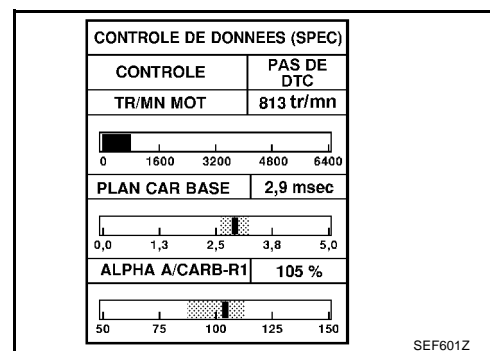 CONTROLE DE DONNEES (SPEC)
CONTROLE PAS DE DTC
TR/MN MOT 813 tr/mn
0 1600 3200 4800 6400
PLAN CAR BASE 2,9 msec
0,0 1,3 2,5 3,8 5,0
ALPHA A/CARB-R1 105 %
50 75 100 125 150
SEF601Z